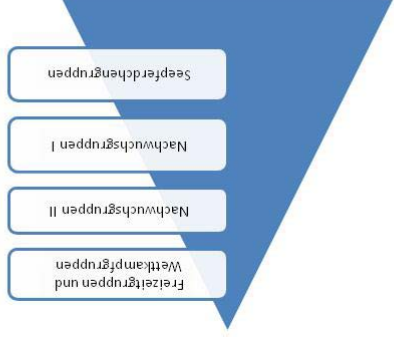 Freizeitgruppen und
Wettkampfgruppen
Nachwuchsgruppen II
Nachwuchsgruppen I
Seepferdchengruppen